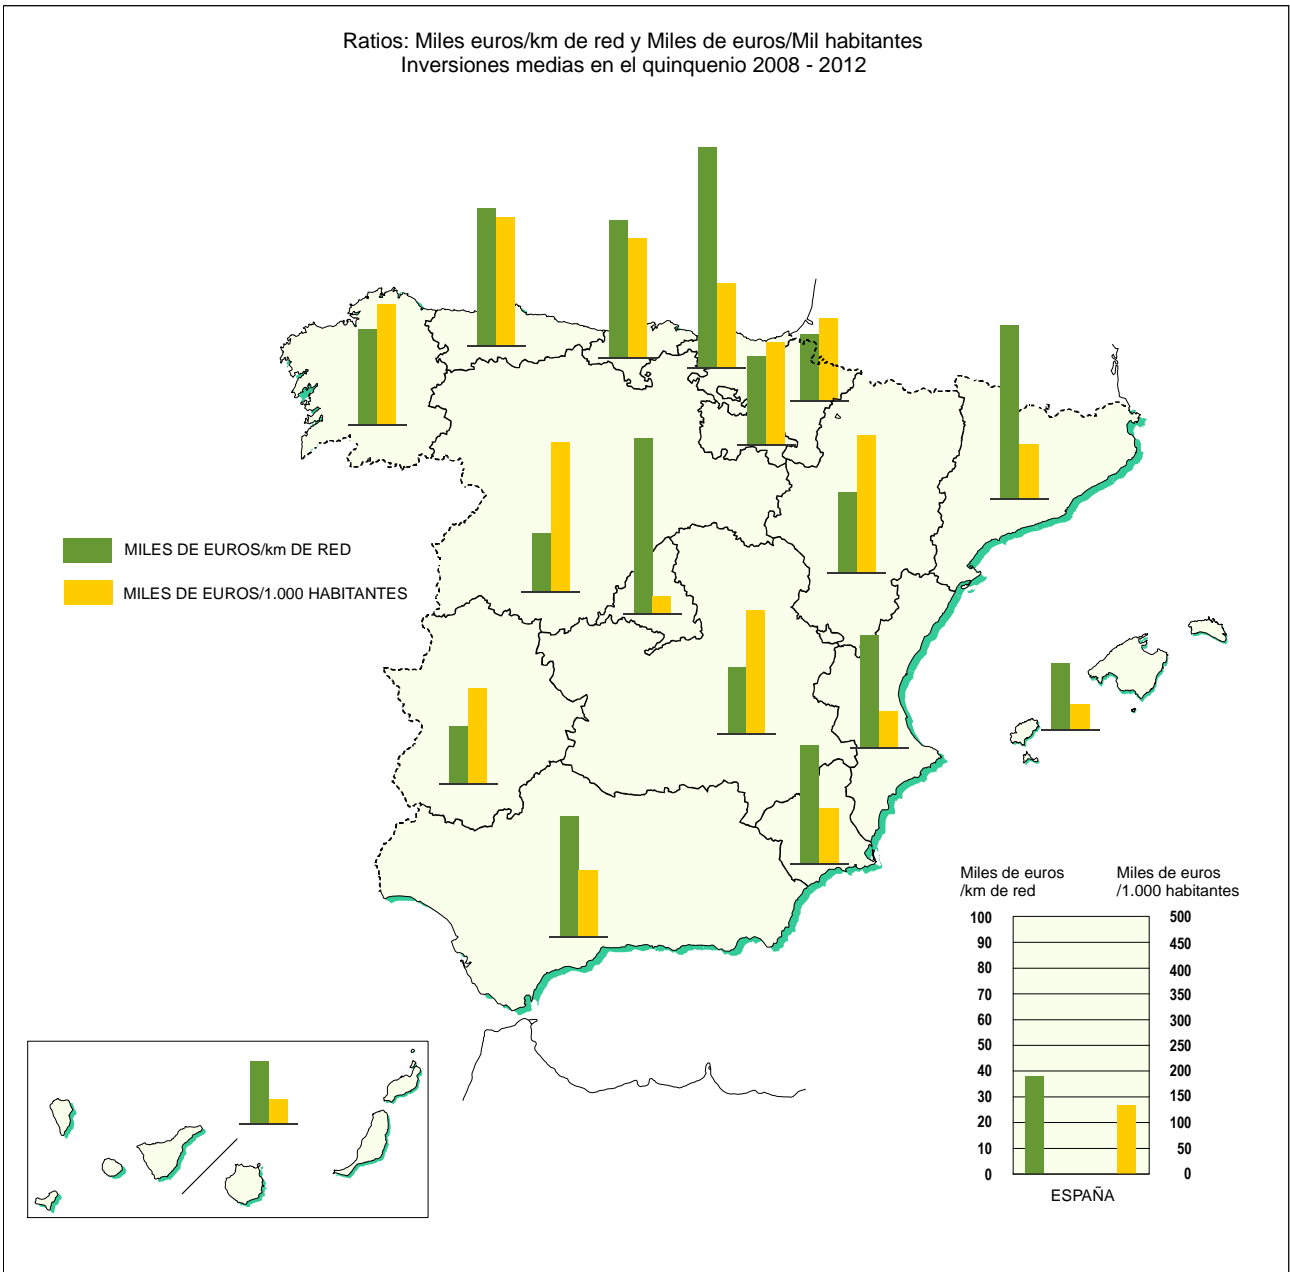 Ratios: Miles euros/km de red y Miles de euros/Mil habitantes
Inversiones medias en el quinquenio 2008 - 2012
MILES DE EUROS/km DE RED
MILES DE EUROS/1.000 HABITANTES
Miles de euros
/km de red
Miles de euros
/1.000 habitantes
100 500
90 450
80 400
70 350
60 300
50 250
40 200
30 150
20 100
10 50
0 0
ESPAÑA